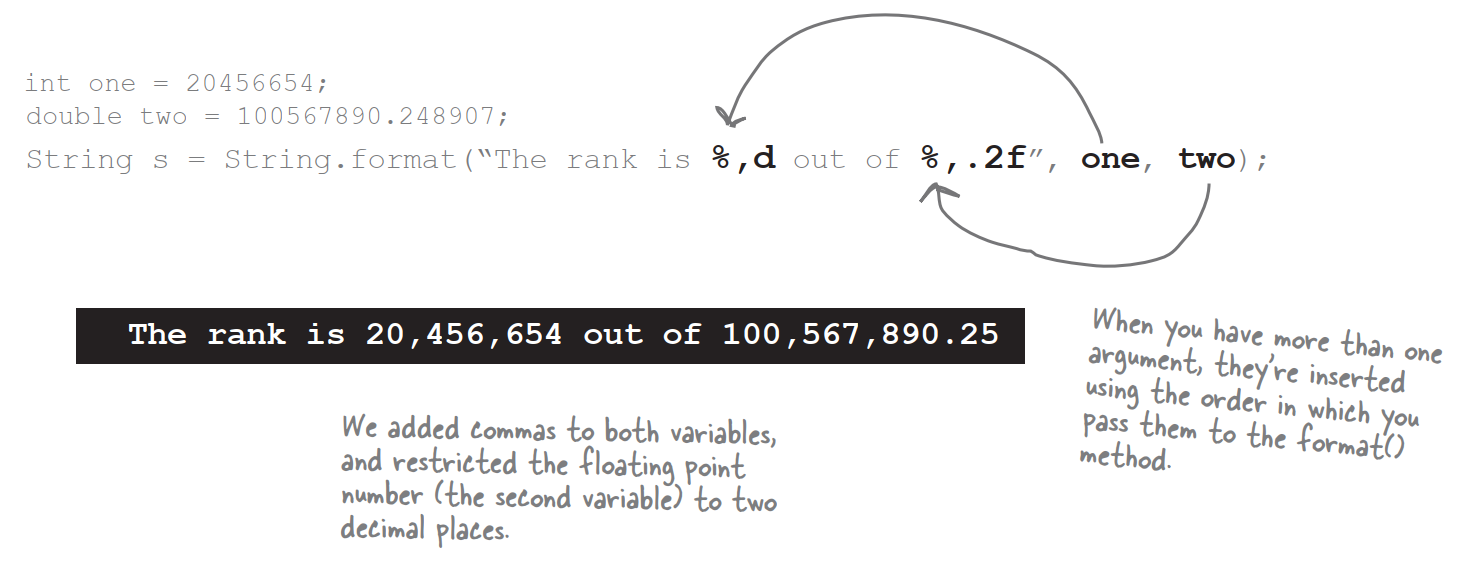 int one = 20456654;
double two = 100567890.248907;
String s = String.format(“The rank is %,d out of %,.2f”, one, two);
The rank is 20,456,654 out of 100,567,890.25
When you have more than one
argument, they're inserted
using the order in which you
pass them to the format()
method.
We added commas to both variables,
and restricted the floating point
number (the second variable) to two
decimal places.